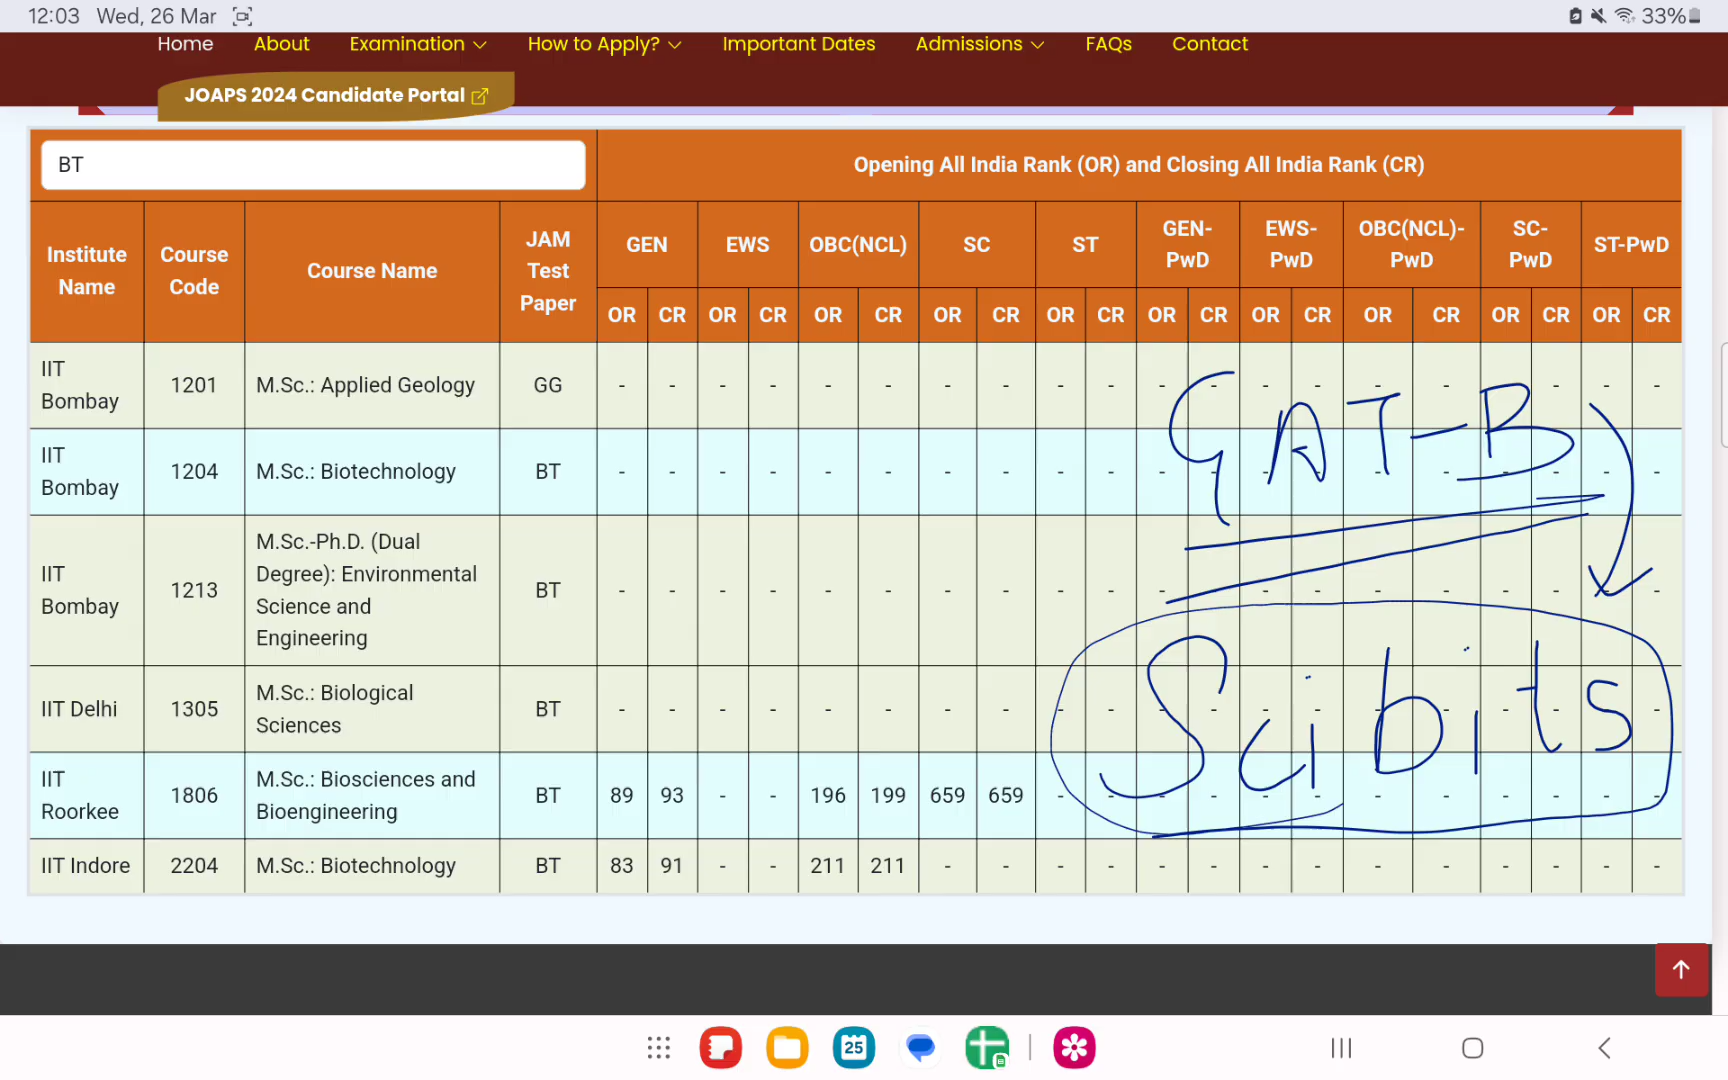 12:03 Wed, 26 Mar 33%
Home About Examination How to Apply? Important Dates Admissions FAQs Contact
JOAPS 2024 Candidate Portal
BT Opening All India Rank (OR) and Closing All India Rank (CR)
Institute Name Course Code Course Name JAM Test Paper GEN EWS OBC(NCL) SC ST GEN-PwD EWS-PwD OBC(NCL)-PwD SC-PwD ST-PwD
OR CR OR CR OR CR OR CR OR CR OR CR OR CR OR CR OR CR OR CR
IIT Bombay 1201 M.Sc.: Applied Geology GG - - - - - - - - - - - - - - - - - - - -
IIT Bombay 1204 M.Sc.: Biotechnology BT - - - - - - - - - - - - - - - - - - - -
IIT Bombay 1213 M.Sc.-Ph.D. (Dual Degree): Environmental Science and Engineering BT - - - - - - - - - - - - - - - - - - - -
IIT Delhi 1305 M.Sc.: Biological Sciences BT - - - - - - - - - - - - - - - - - - - -
IIT Roorkee 1806 M.Sc.: Biosciences and Bioengineering BT 89 93 - - 196 199 659 659 - - - - - - - - - - - -
IIT Indore 2204 M.Sc.: Biotechnology BT 83 91 - - 211 211 - - - - - - - - - - - - - -
GAT-B
Scibits
25